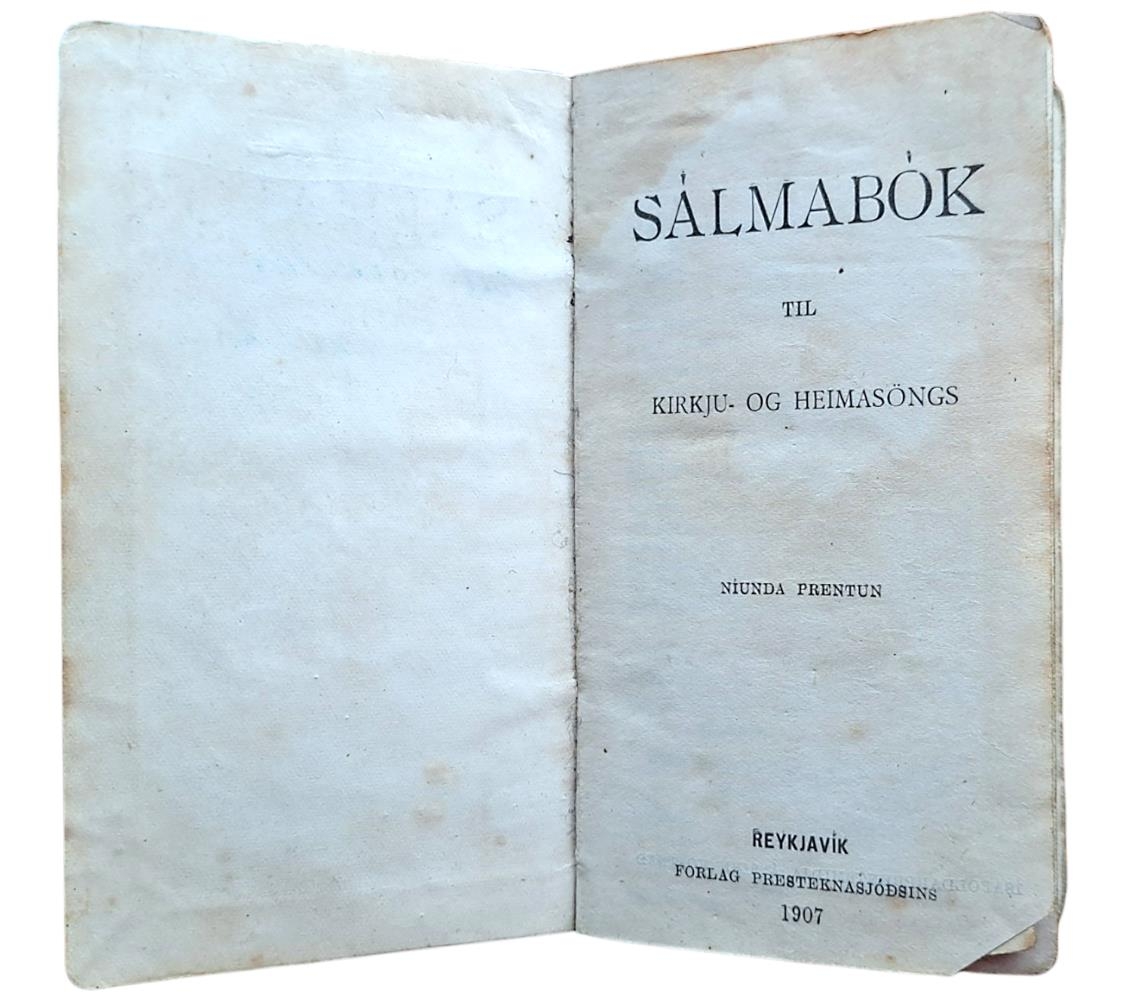 SÁLMABÓK
TIL
KIRKJU- OG HEIMASÖNGS
NÍUNDA PRENTUN
REYKJAVÍK
FORLAG PRESTEKNASJÓÐSINS
1907